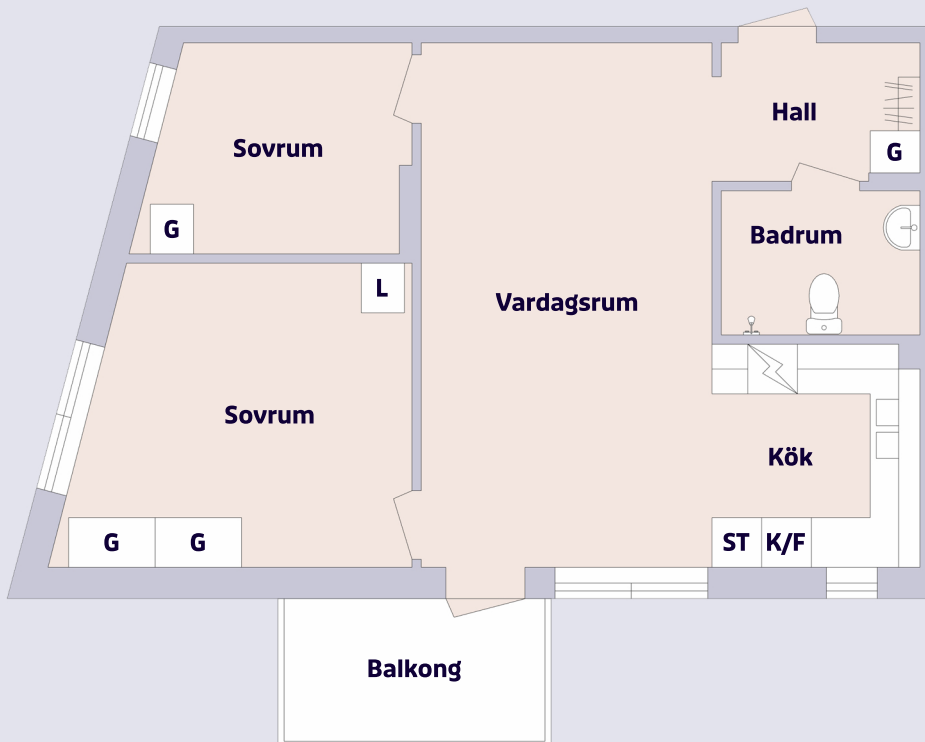 Hall
Sovrum
G
G
Badrum
L
Vardagsrum
Sovrum
Kök
G
G
ST
K/F
Balkong